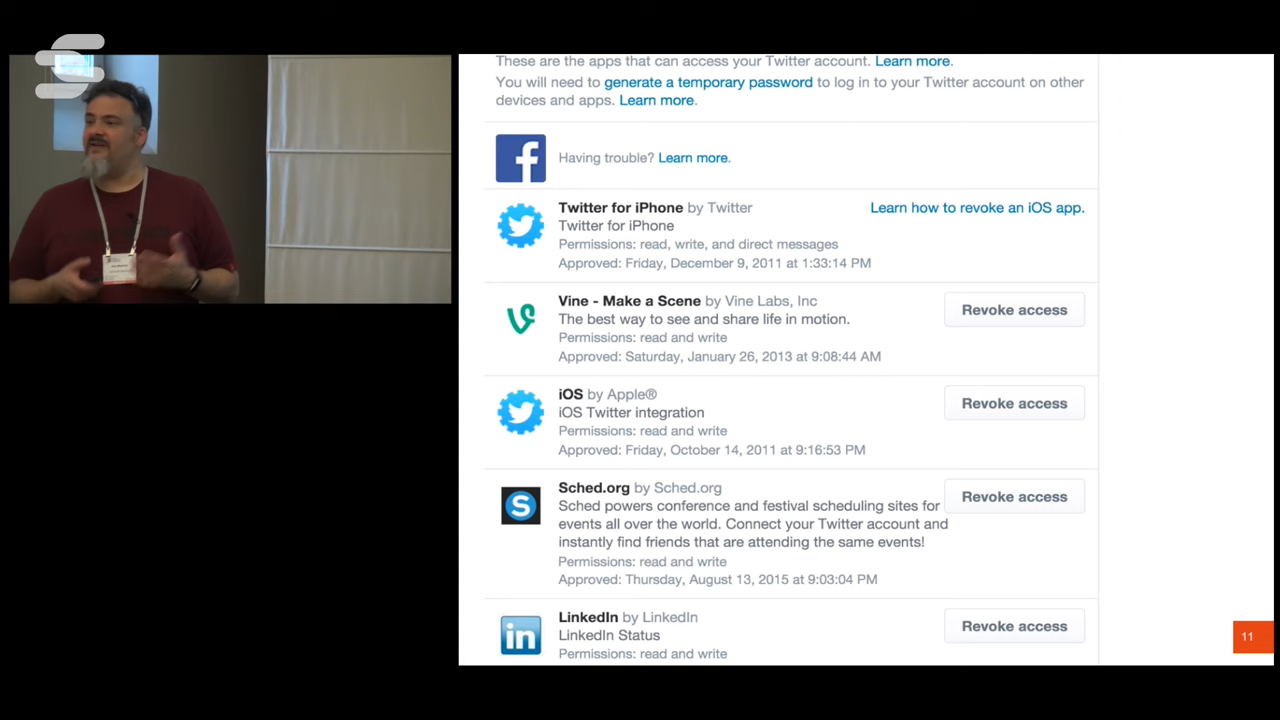 These are the apps that can access your Twitter account. Learn more.
You will need to generate a temporary password to log in to your Twitter account on other
devices and apps. Learn more.
Having trouble? Learn more.
Twitter for iPhone by Twitter
Learn how to revoke an iOS app.
Twitter for iPhone
Permissions: read, write, and direct messages
Approved: Friday, December 9, 2011 at 1:33:14 PM
Vine - Make a Scene by Vine Labs, Inc
Revoke access
The best way to see and share life in motion.
Permissions: read and write
Approved: Saturday, January 26, 2013 at 9:08:44 AM
iOS by Apple®
Revoke access
iOS Twitter integration
Permissions: read and write
Approved: Friday, October 14, 2011 at 9:16:53 PM
Sched.org by Sched.org
Revoke access
Sched powers conference and festival scheduling sites for
events all over the world. Connect your Twitter account and
instantly find friends that are attending the same events!
Permissions: read and write
Approved: Thursday, August 13, 2015 at 9:03:04 PM
LinkedIn by LinkedIn
Revoke access
LinkedIn Status
Permissions: read and write
11